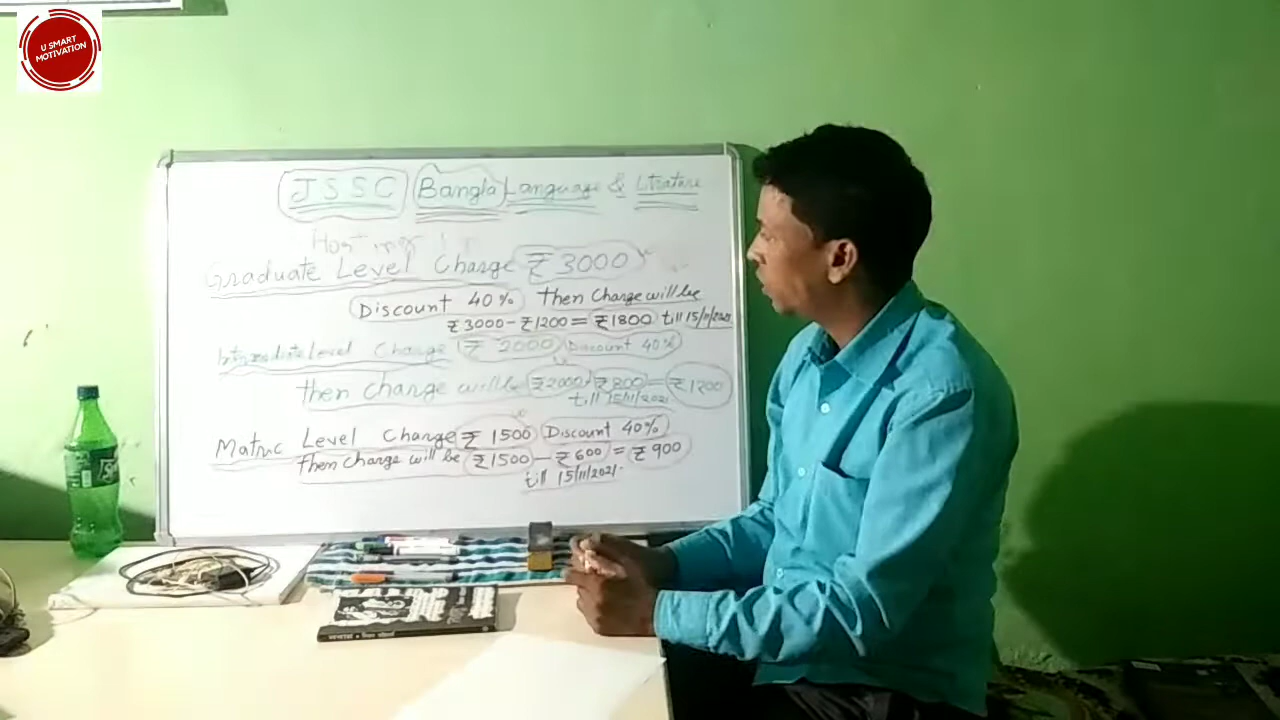 U SMART
MOTIVATION
JSSC Bangla Language & Litrature
Graduate Level Charge ₹ 3000
Discount 40% then Charge will be
₹3000 - ₹1200 = ₹1800 till 15/11/2021
Intermediate Level Charge ₹ 2000 Discount 40%
then charge will be ₹2000 - ₹800 = ₹1200
till 15/11/2021
Matric Level Charge ₹ 1500 Discount 40%
then charge will be ₹1500 - ₹600 = ₹900
till 15/11/2021